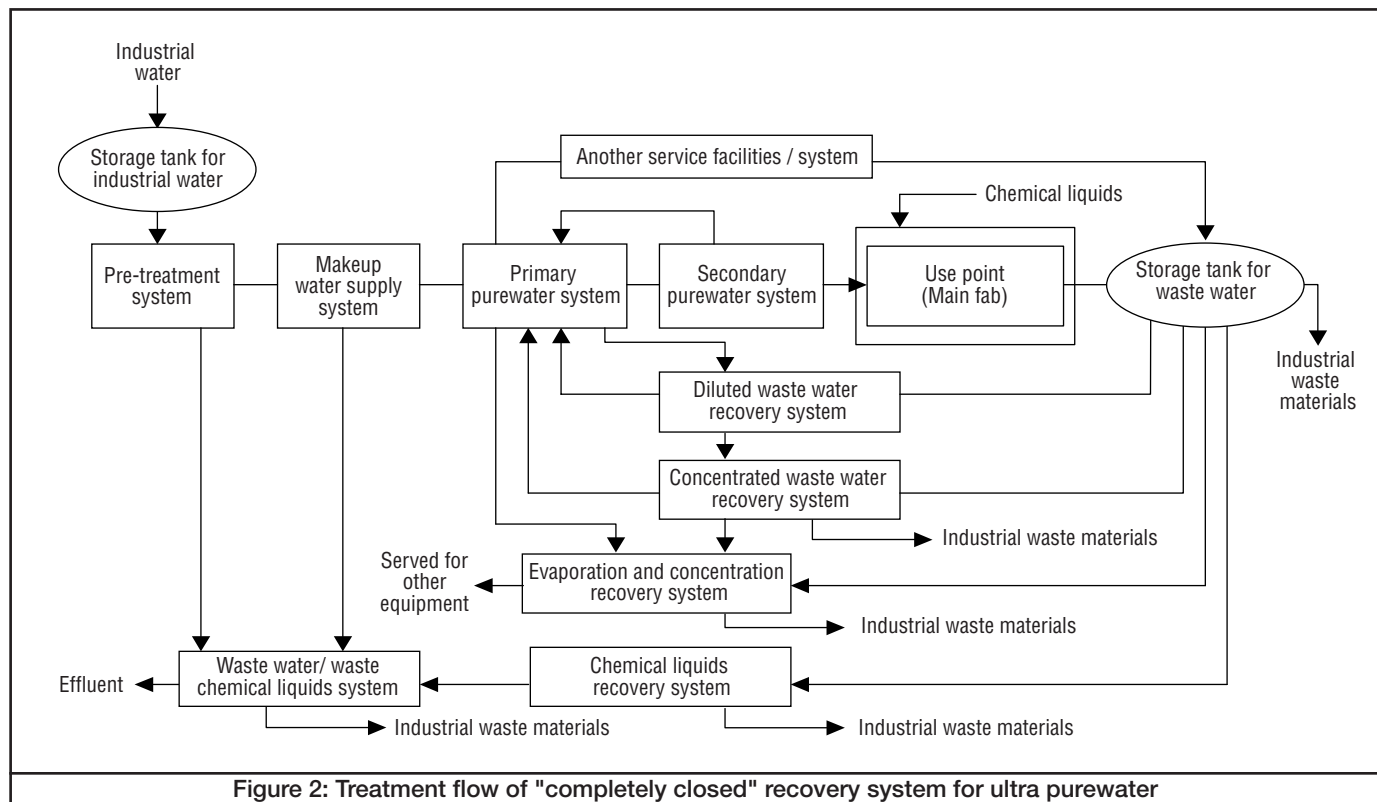 Industrial
water
Storage tank for
industrial water
Another service facilities / system
Chemical liquids
Pre-treatment
system
Makeup
water supply
system
Primary
purewater system
Secondary
purewater system
Use point
(Main fab)
Storage tank for
waste water
Industrial
waste
materials
Diluted waste water
recovery system
Concentrated waste water
recovery system
Industrial waste materials
Served for
other
equipment
Evaporation and concentration
recovery system
Industrial waste materials
Effluent
Waste water/ waste
chemical liquids system
Chemical liquids
recovery system
Industrial waste materials
Industrial waste materials
Figure 2: Treatment flow of "completely closed" recovery system for ultra purewater